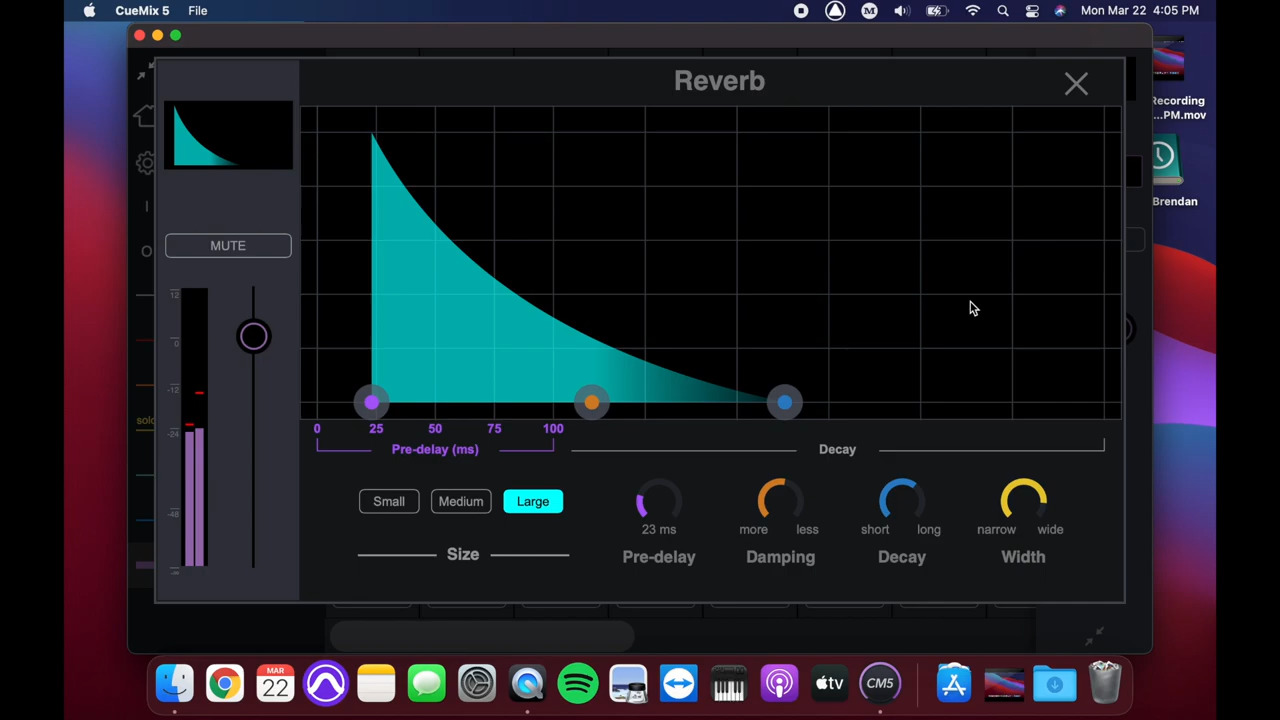 CueMix 5 File Mon Mar 22 4:05 PM
Reverb
Recording
...PM.mov
MUTE
Brendan
I
O
12
0
-12
-24
-48
-∞
solo
0 25 50 75 100
Pre-delay (ms) Decay
Small Medium Large
23 ms more less short long narrow wide
Size Pre-delay Damping Decay Width
MAR
22
tv
CM5